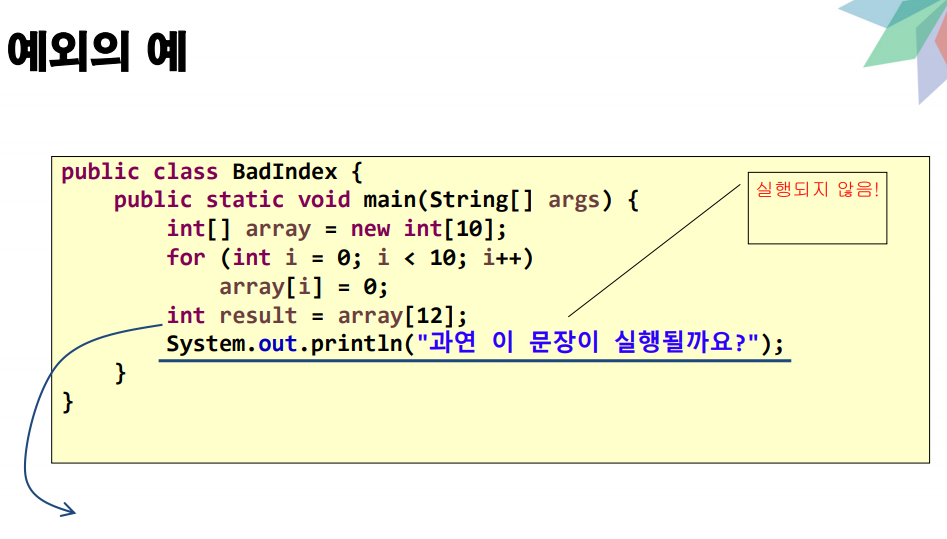 예외의 예
public class BadIndex {
    public static void main(String[] args) {
        int[] array = new int[10];
        for (int i = 0; i < 10; i++)
            array[i] = 0;
        int result = array[12];
        System.out.println("과연 이 문장이 실행될까요?");
    }
}
실행되지 않음!